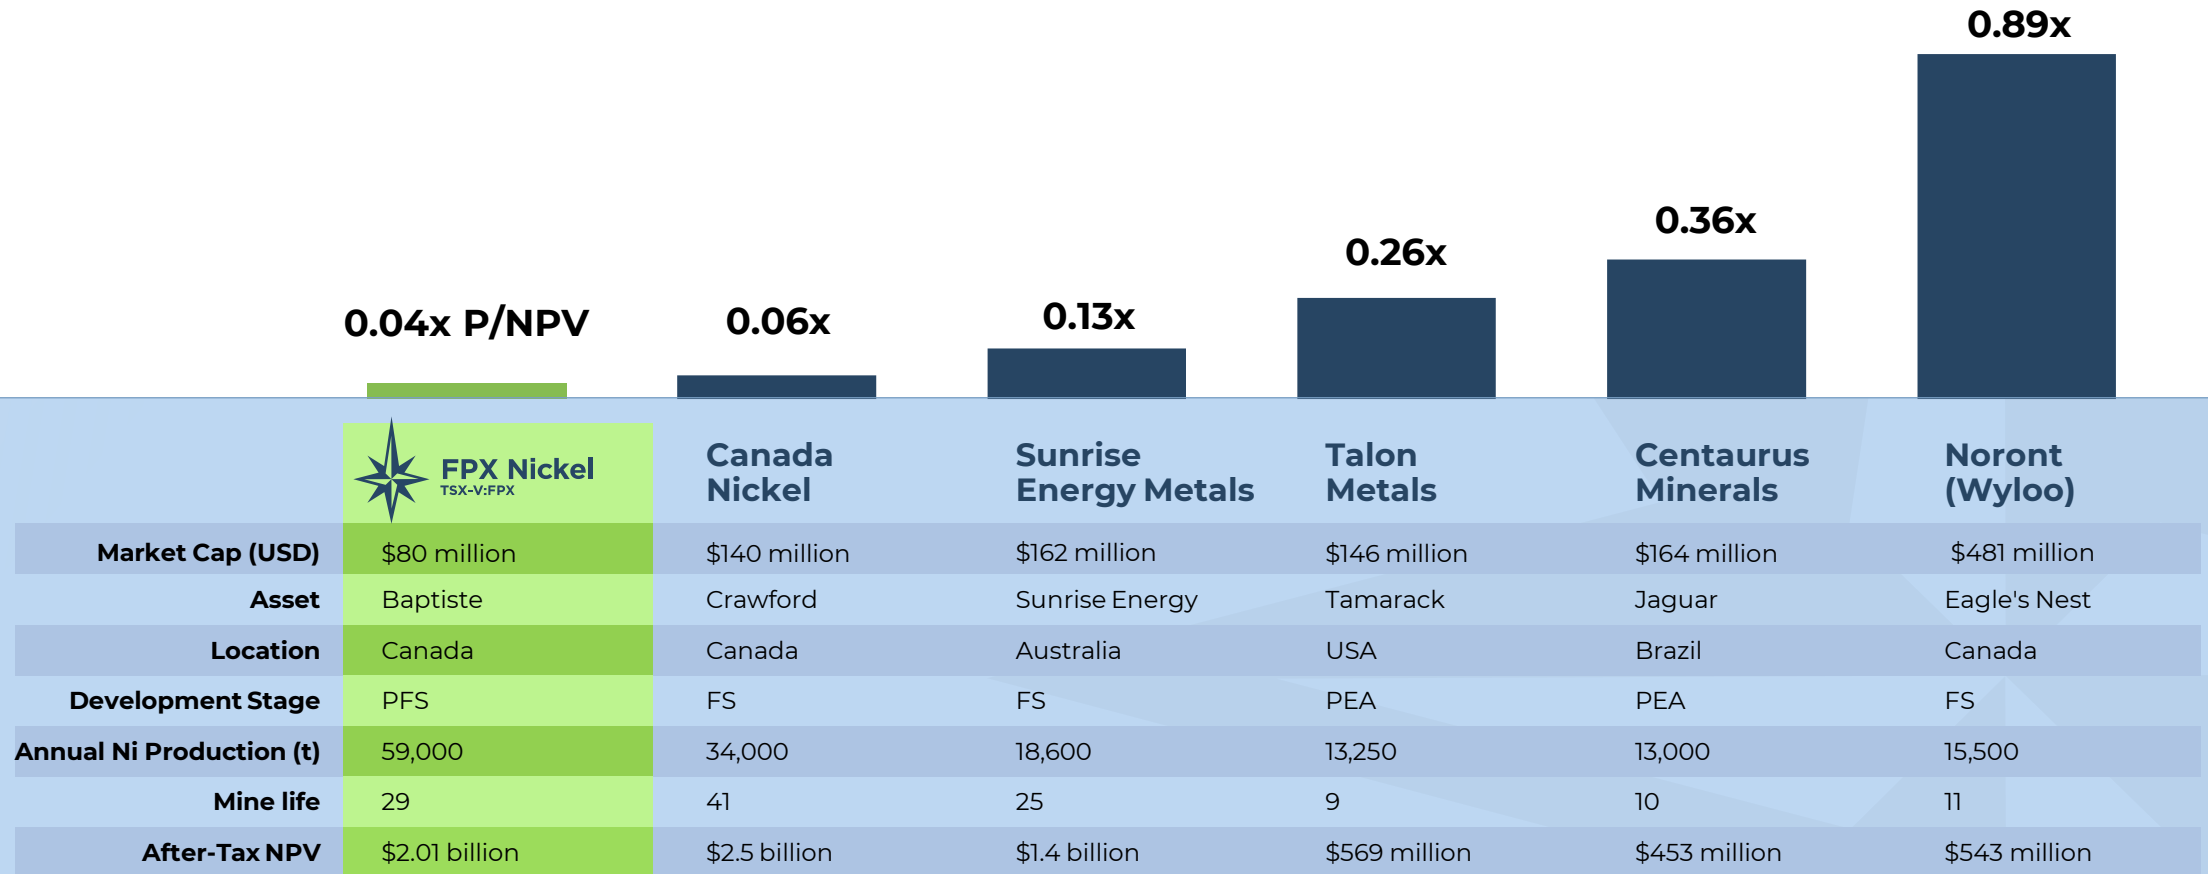 0.89x
0.36x
0.26x
0.13x
0.06x
0.04x P/NPV
FPX Nickel
TSX-V:FPX
Canada
Nickel
Sunrise
Energy Metals
Talon
Metals
Centaurus
Minerals
Noront
(Wyloo)
Market Cap (USD) $80 million $140 million $162 million $146 million $164 million $481 million
Asset Baptiste Crawford Sunrise Energy Tamarack Jaguar Eagle's Nest
Location Canada Canada Australia USA Brazil Canada
Development Stage PFS FS FS PEA PEA FS
Annual Ni Production (t) 59,000 34,000 18,600 13,250 13,000 15,500
Mine life 29 41 25 9 10 11
After-Tax NPV $2.01 billion $2.5 billion $1.4 billion $569 million $453 million $543 million